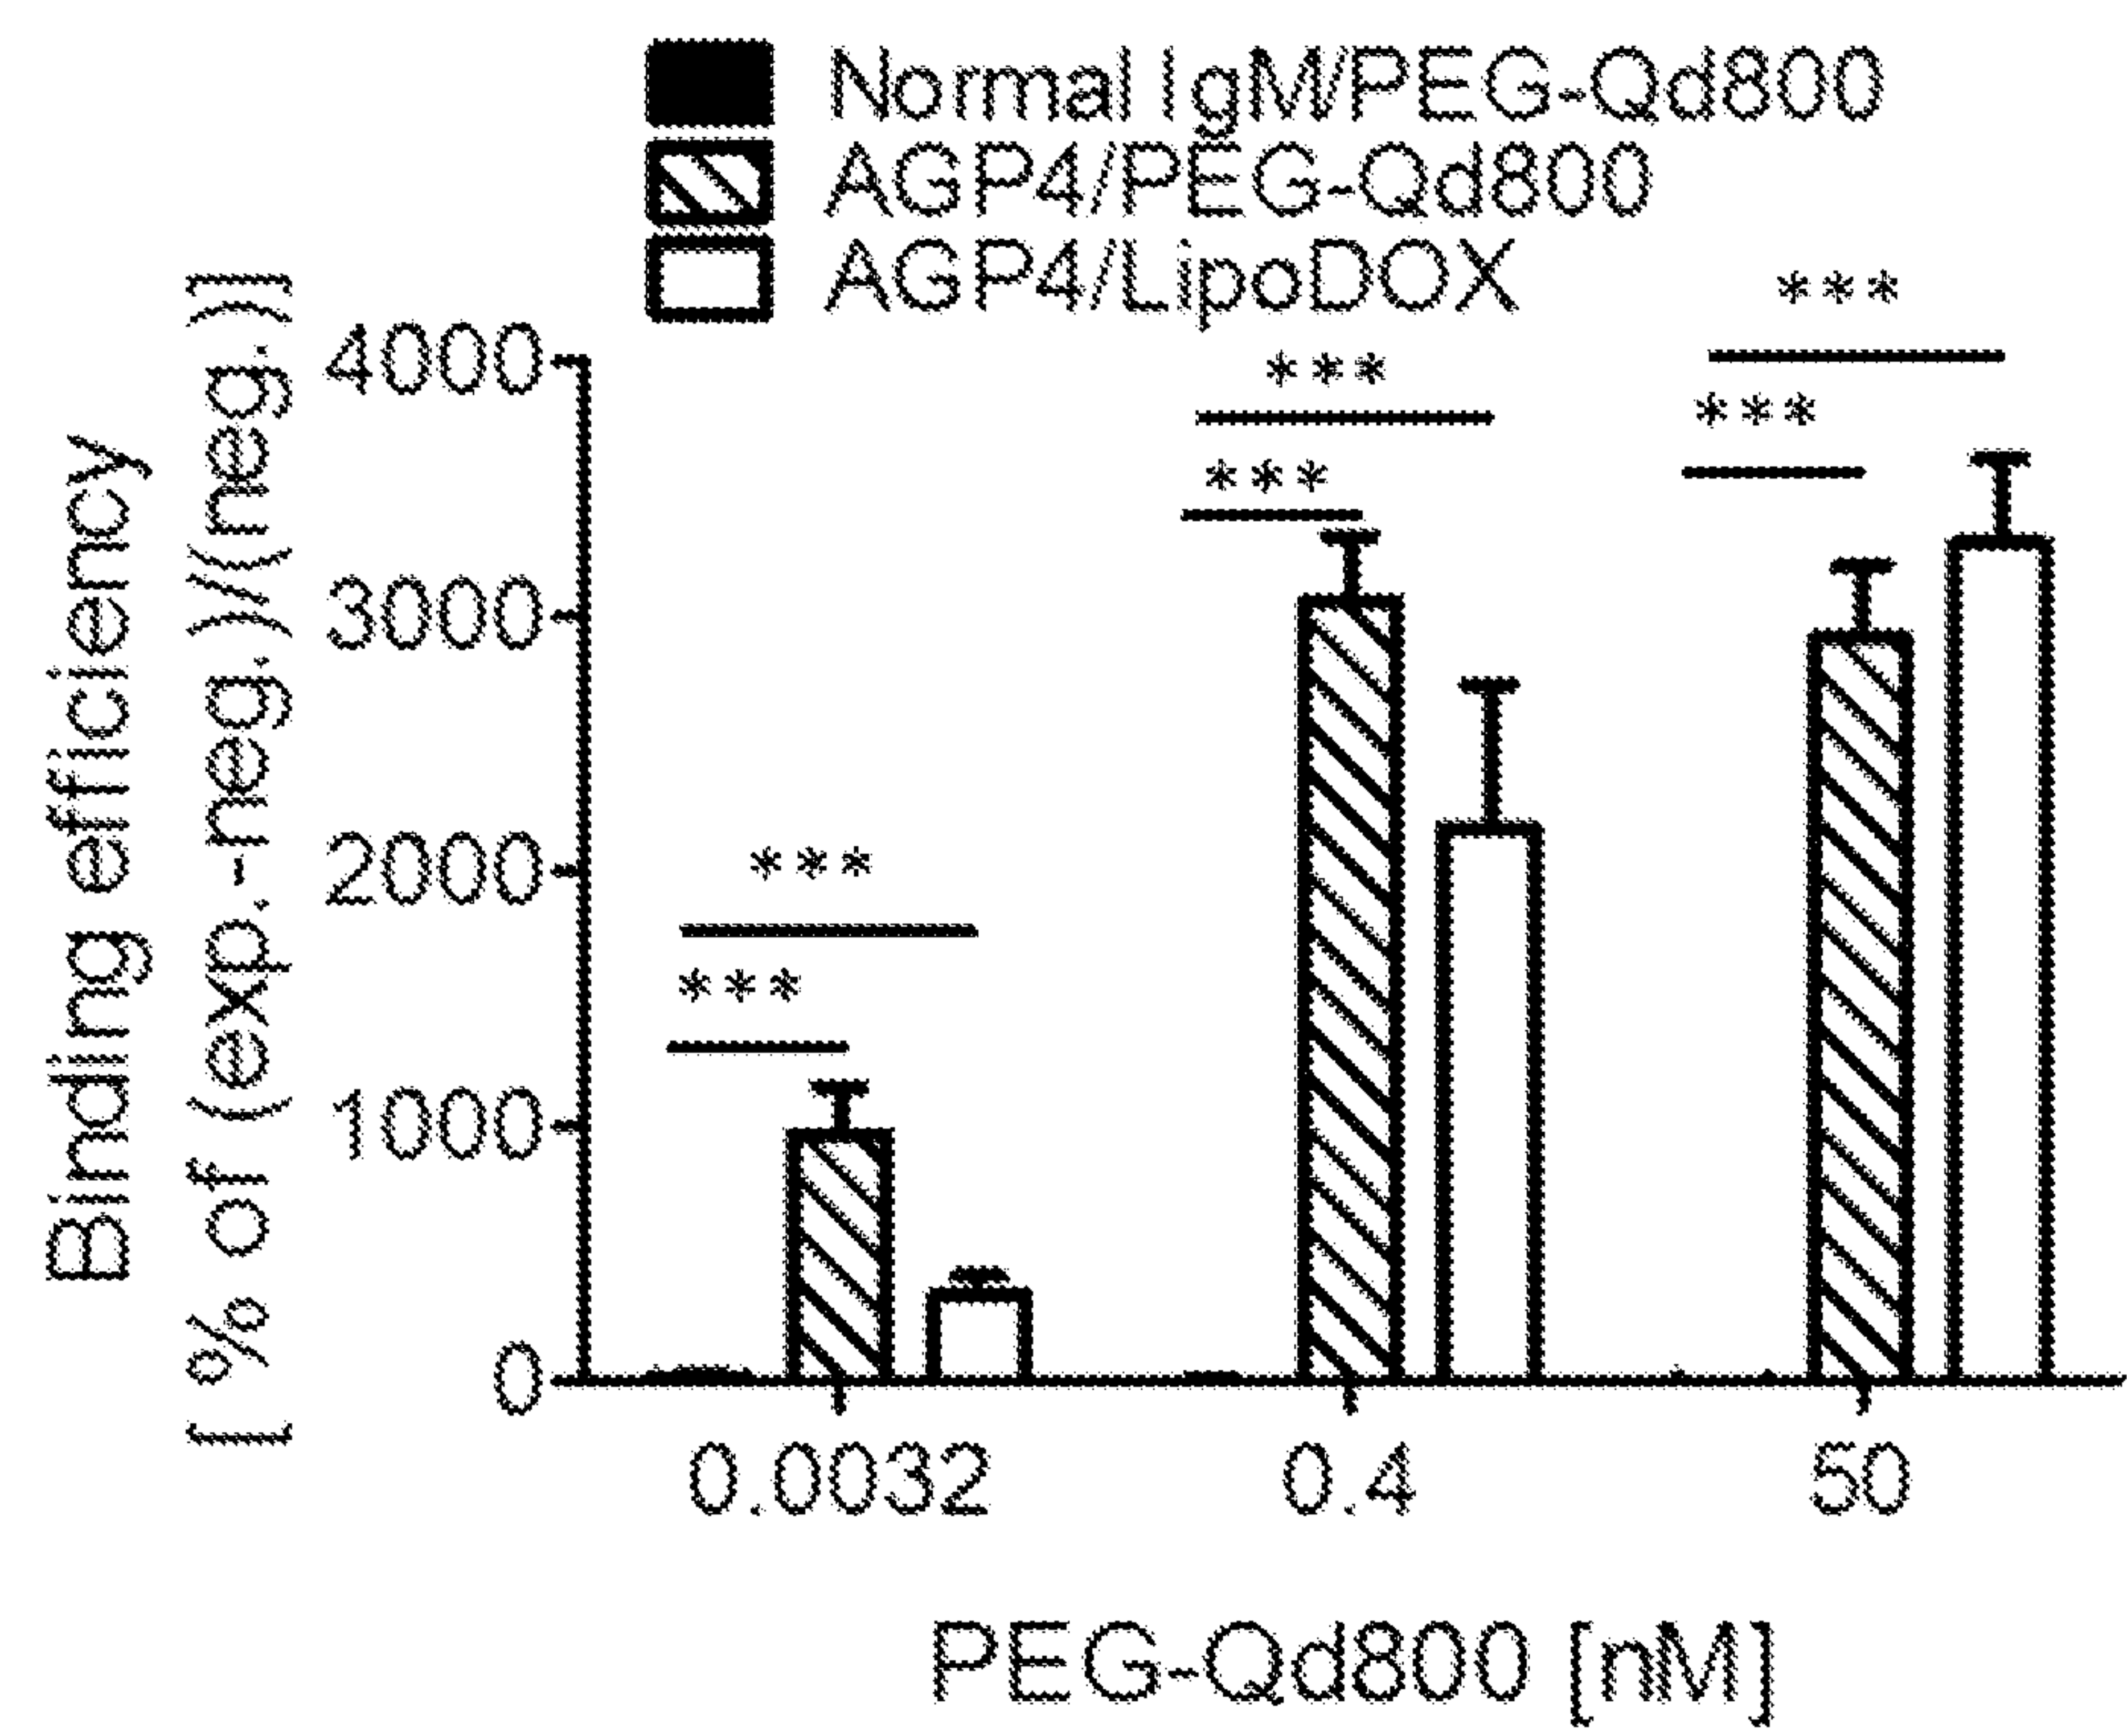 Normal IgM/PEG-Qd800
AGP4/PEG-Qd800
AGP4/LipoDOX
Binding efficiency
[ % of (exp.-neg.)/(neg.)]
4000
3000
2000
1000
0
***
***
***
***
***
***
0.0032
0.4
50
PEG-Qd800 [nM]